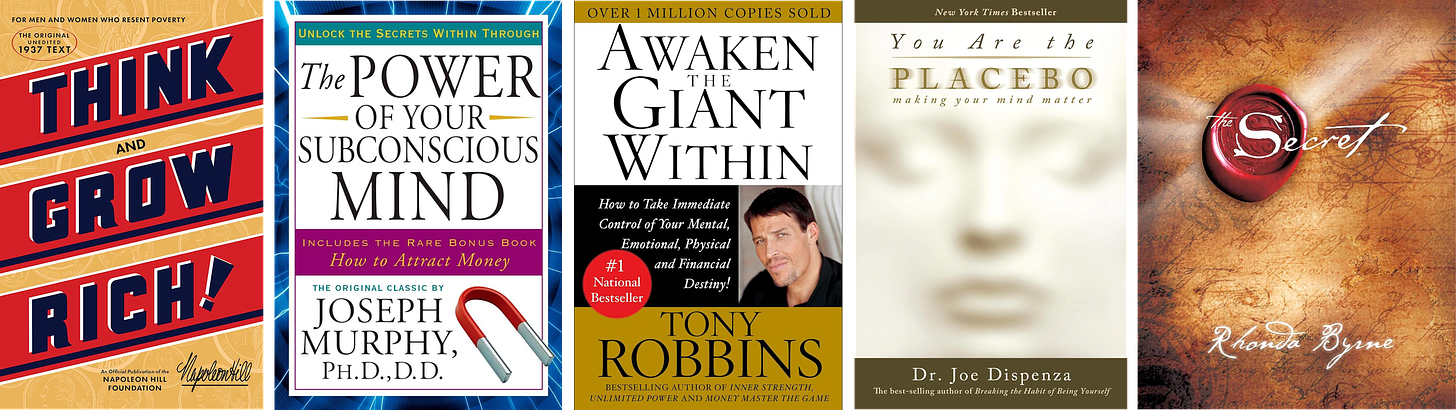 FOR MEN AND WOMEN WHO RESENT POVERTY
THE ORIGINAL
UNEDITED
1937 TEXT
THINK
AND
GROW
RICH!
An Official Publication of the
NAPOLEON HILL
FOUNDATION
Napoleon Hill
UNLOCK THE SECRETS WITHIN THROUGH
The POWER
OF YOUR
SUBCONSCIOUS
MIND
INCLUDES THE RARE BONUS BOOK
How to Attract Money
THE ORIGINAL CLASSIC BY
JOSEPH
MURPHY,
PH.D.,D.D.
OVER 1 MILLION COPIES SOLD
AWAKEN
THE
GIANT
WITHIN
How to Take Immediate
Control of Your Mental,
Emotional, Physical
and Financial
Destiny!
#1
National
Bestseller
TONY
ROBBINS
BESTSELLING AUTHOR OF INNER STRENGTH,
UNLIMITED POWER AND MONEY MASTER THE GAME
New York Times Bestseller
You Are the
PLACEBO
making your mind matter
Dr. Joe Dispenza
The best-selling author of Breaking the Habit of Being Yourself
the Secret
Rhonda Byrne